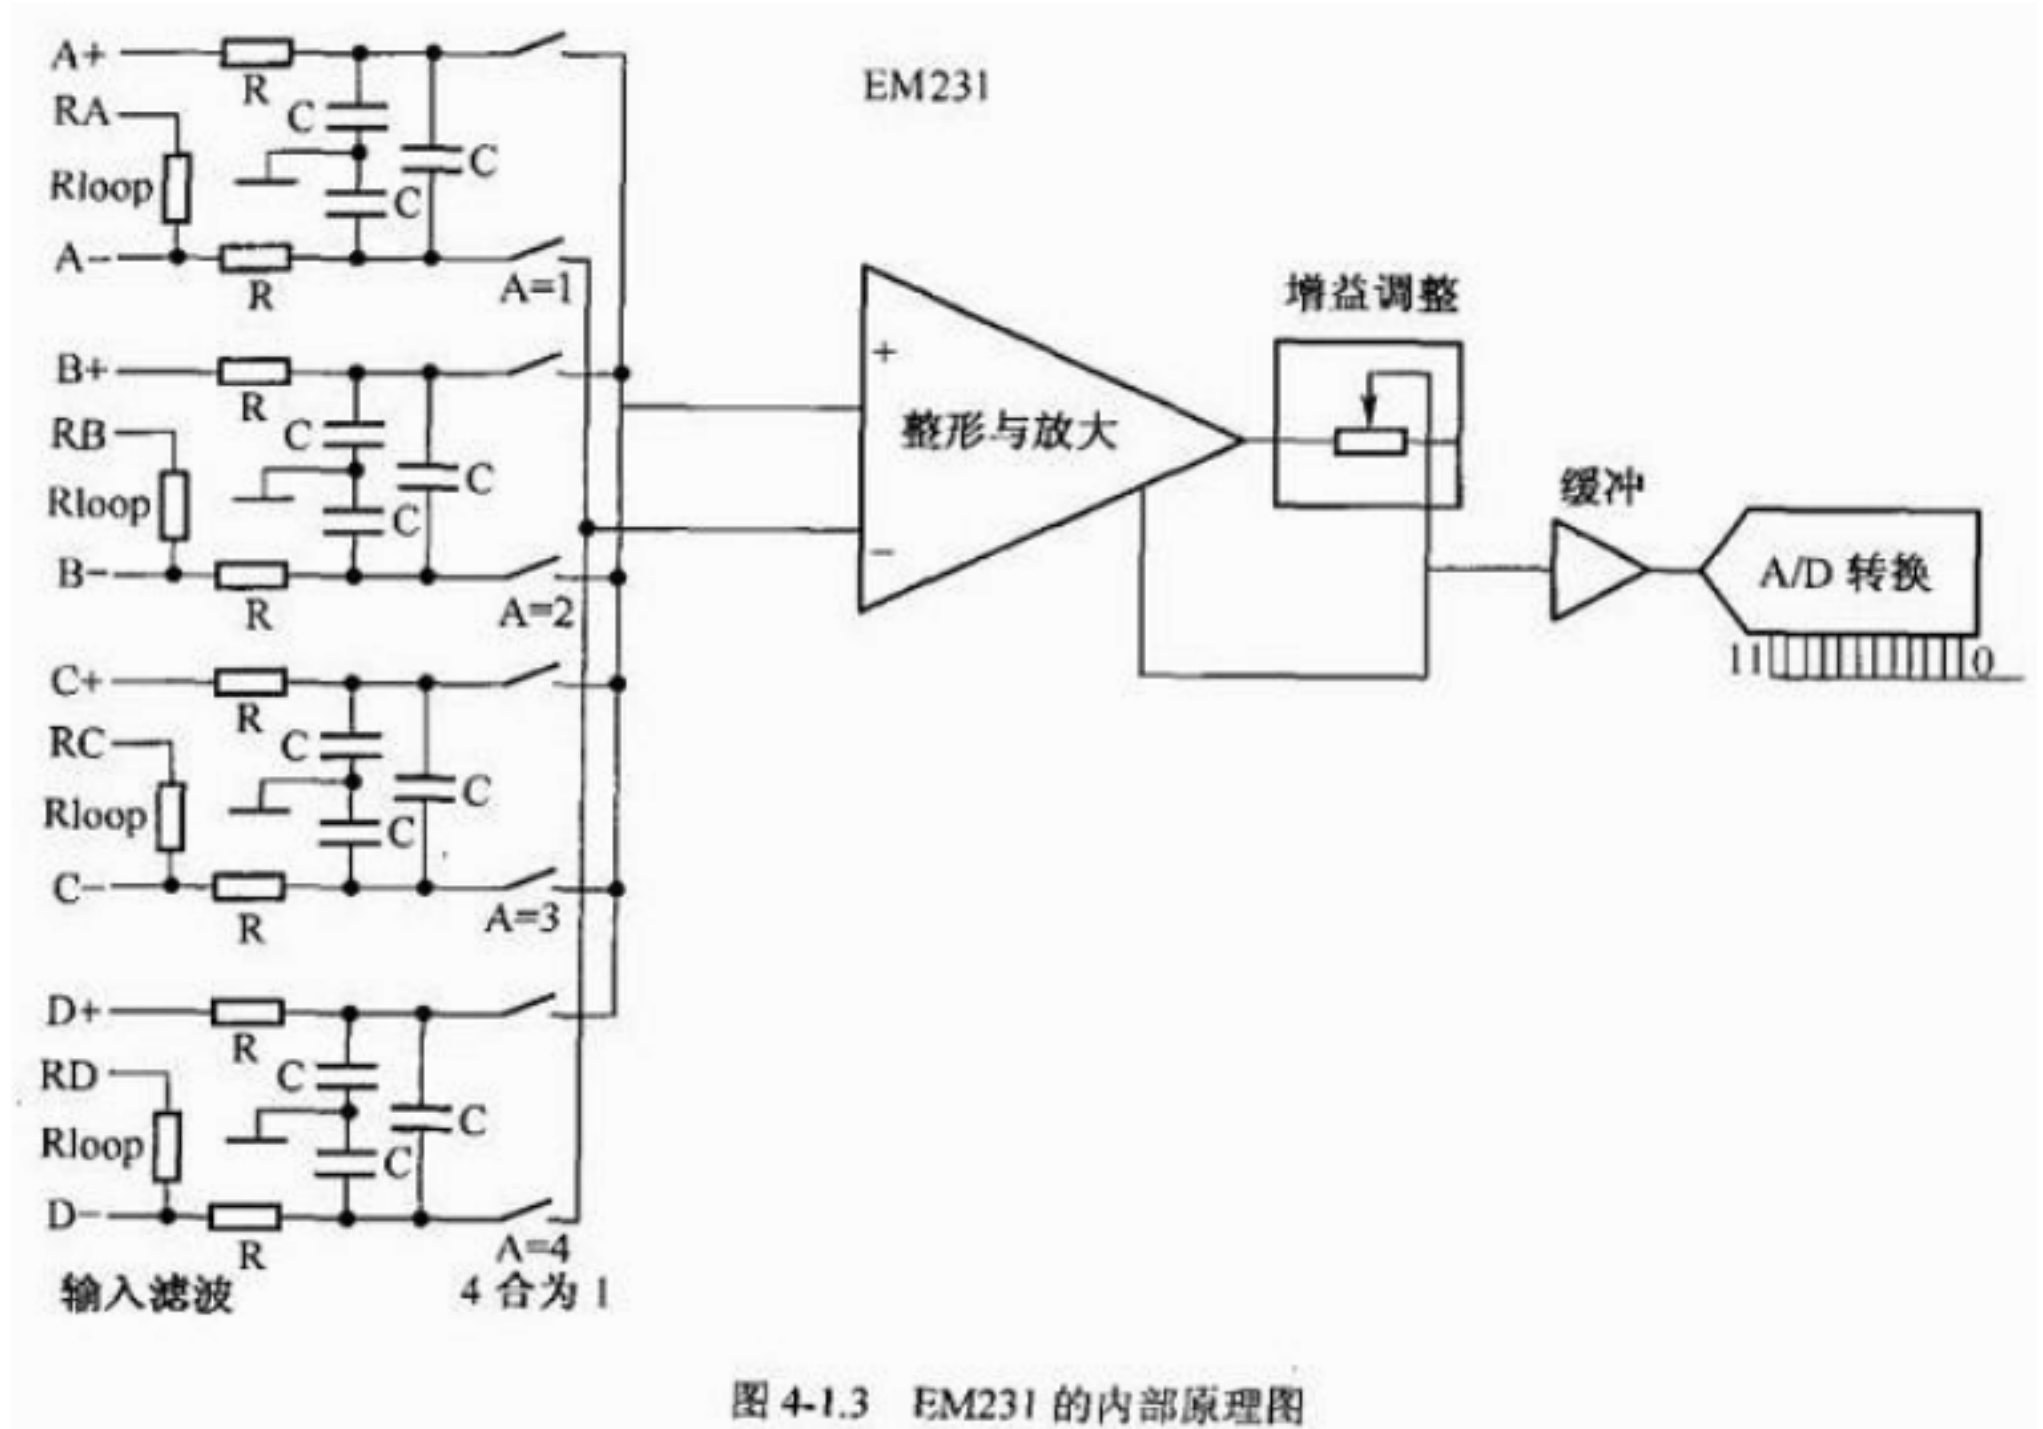 A+
R
RA
C
C
Rloop
C
A-
R
A=1
B+
R
RB
C
C
Rloop
C
B-
R
A=2
C+
R
RC
C
C
Rloop
C
C-
R
A=3
D+
R
RD
C
C
Rloop
C
D-
R
A=4
输入滤波
4合为1
EM231
+
整形与放大
-
增益调整
缓冲
A/D 转换
11
0
图 4-1.3 EM231 的内部原理图